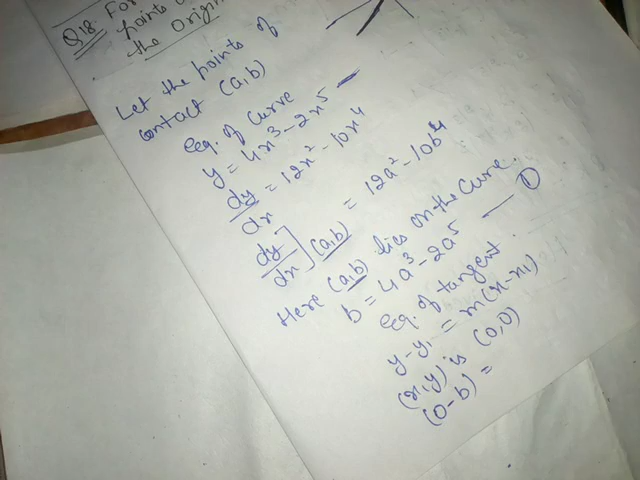 Q18: For
points
the origin
Let the points of
contact (a,b)
eq. of curve
y = 4x³-2x⁵ —
dy/dx = 12x² - 10x⁴
dy/dx](a,b) = 12a² - 10b⁴
Here (a,b) lies on the curve.
b = 4a³-2a⁵ — ①
eq. of tangent.
y-y₁ = m(x-x₁)
(x,y) is (0,0)
(0-b) =